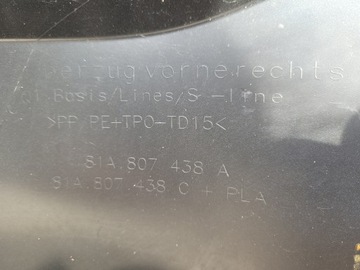 vorne rechts
Basis/Lines/S-line
>PP/PE+TPO-TD15<
81A.807 438 A
81A.807.438 C + PLA